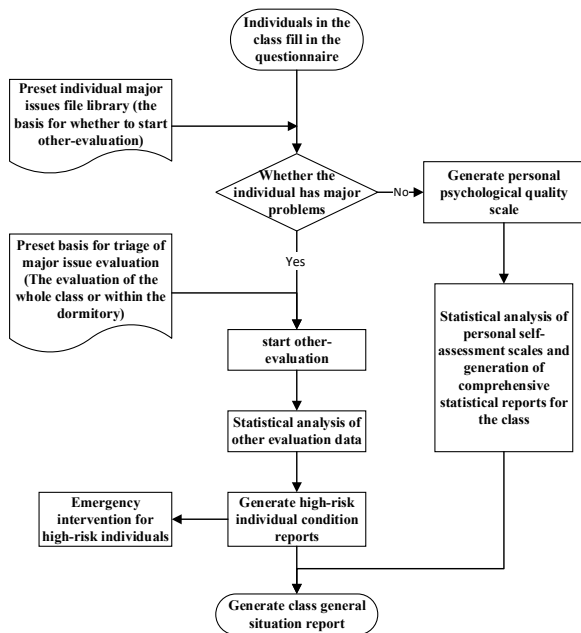 Individuals in
the class fill in the
questionnaire
Preset individual major
issues file library (the
basis for whether to start
other-evaluation)
Whether the
individual has major
problems
No
Generate personal
psychological quality
scale
Yes
Preset basis for triage of
major issue evaluation
(The evaluation of the
whole class or within the
dormitory)
Statistical analysis of
personal self-
assessment scales and
generation of
comprehensive
statistical reports for
the class
start other-
evaluation
Statistical analysis of
other evaluation data
Emergency
intervention for
high-risk individuals
Generate high-risk
individual condition
reports
Generate class general
situation report